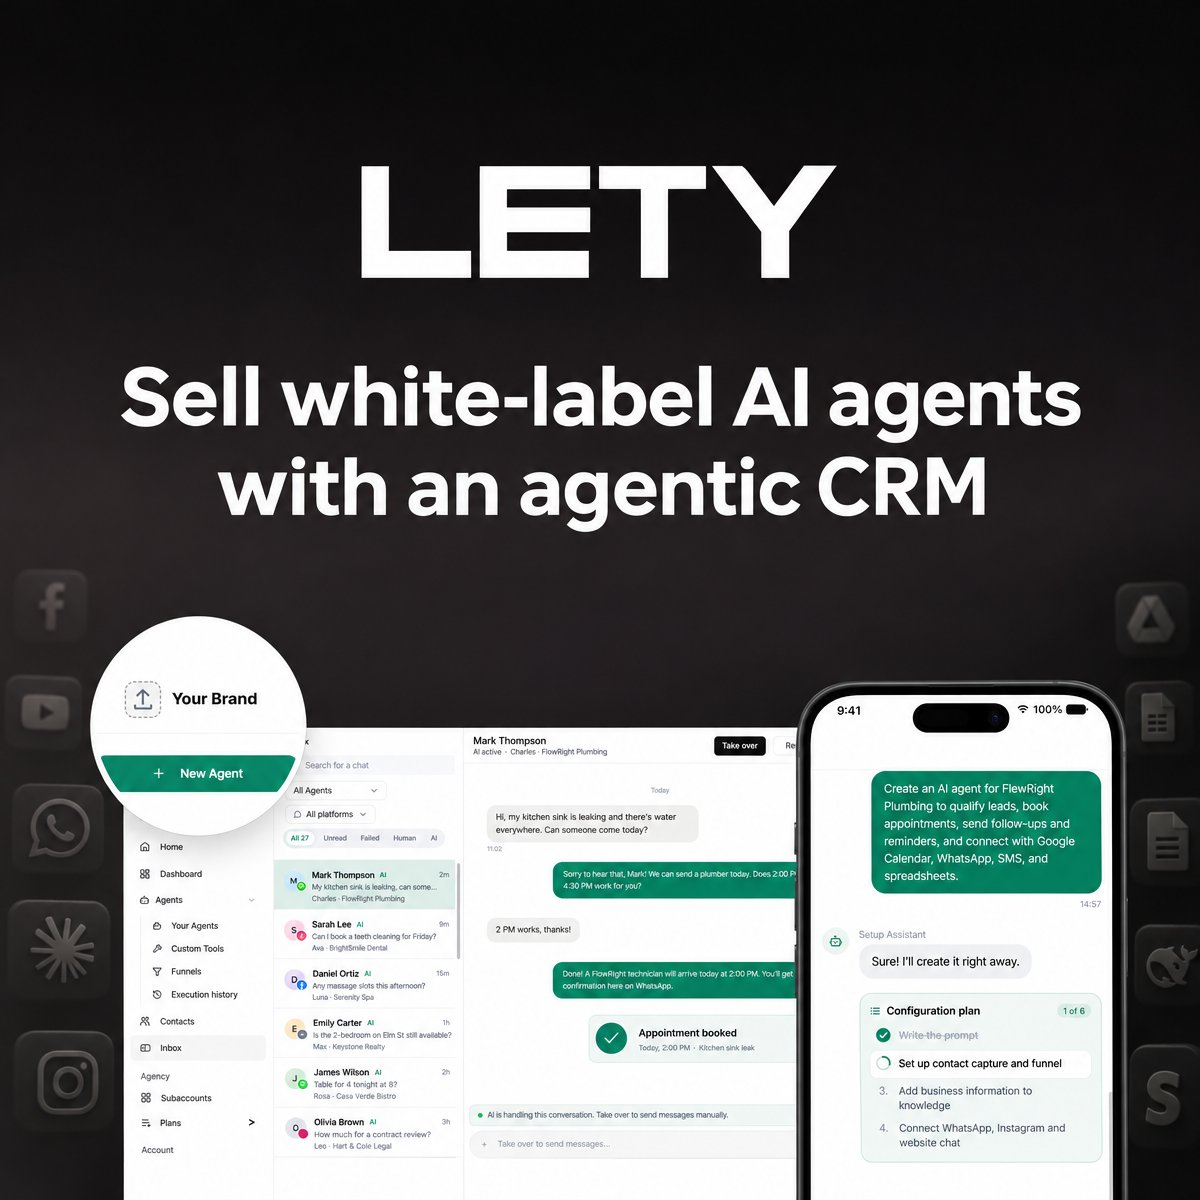 LETY
Sell white-label AI agents
with an agentic CRM
Your Brand
+ New Agent
Home
Dashboard
Agents
Your Agents
Custom Tools
Funnels
Execution history
Contacts
Inbox
Agency
Subaccounts
Plans >
Account
x
Search for a chat
All Agents
All platforms
All 27 Unread Failed Human AI
Mark Thompson AI 2m
My kitchen sink is leaking, can some...
Charles · FlowRight Plumbing
Sarah Lee AI 9m
Can I book a teeth cleaning for Friday?
Ava · BrightSmile Dental
Daniel Ortiz AI 15m
Any massage slots this afternoon?
Luna · Serenity Spa
Emily Carter AI 1h
Is the 2-bedroom on Elm St still available?
Max · Keystone Realty
James Wilson AI 2h
Table for 4 tonight at 8?
Rosa · Casa Verde Bistro
Olivia Brown AI 3h
How much for a contract review?
Leo · Hart & Cole Legal
Mark Thompson
AI active · Charles · FlowRight Plumbing
Take over
Re
Today
Hi, my kitchen sink is leaking and there's water
everywhere. Can someone come today?
11:02
Sorry to hear that, Mark! We can send a plumber today. Does 2:00 P
4:30 PM work for you?
2 PM works, thanks!
Done! A FlowRight technician will arrive today at 2:00 PM. You'll get
confirmation here on WhatsApp.
Appointment booked
Today, 2:00 PM · Kitchen sink leak
AI is handling this conversation. Take over to send messages manually.
+ Take over to send messages...
9:41 100%
Create an AI agent for FlewRight
Plumbing to qualify leads, book
appointments, send follow-ups and
reminders, and connect with Google
Calendar, WhatsApp, SMS, and
spreadsheets.
14:57
Setup Assistant
Sure! I'll create it right away.
Configuration plan 1 of 6
Write the prompt
Set up contact capture and funnel
3. Add business information to
knowledge
4. Connect WhatsApp, Instagram and
website chat